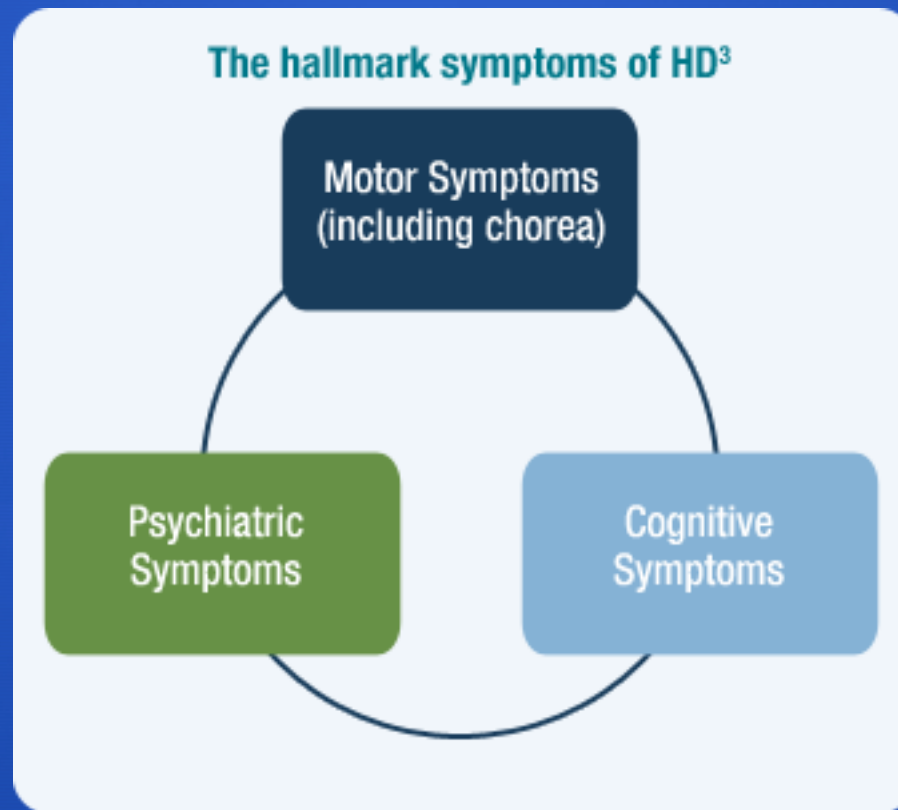 The hallmark symptoms of HD³
Motor Symptoms
(including chorea)
Psychiatric
Symptoms
Cognitive
Symptoms